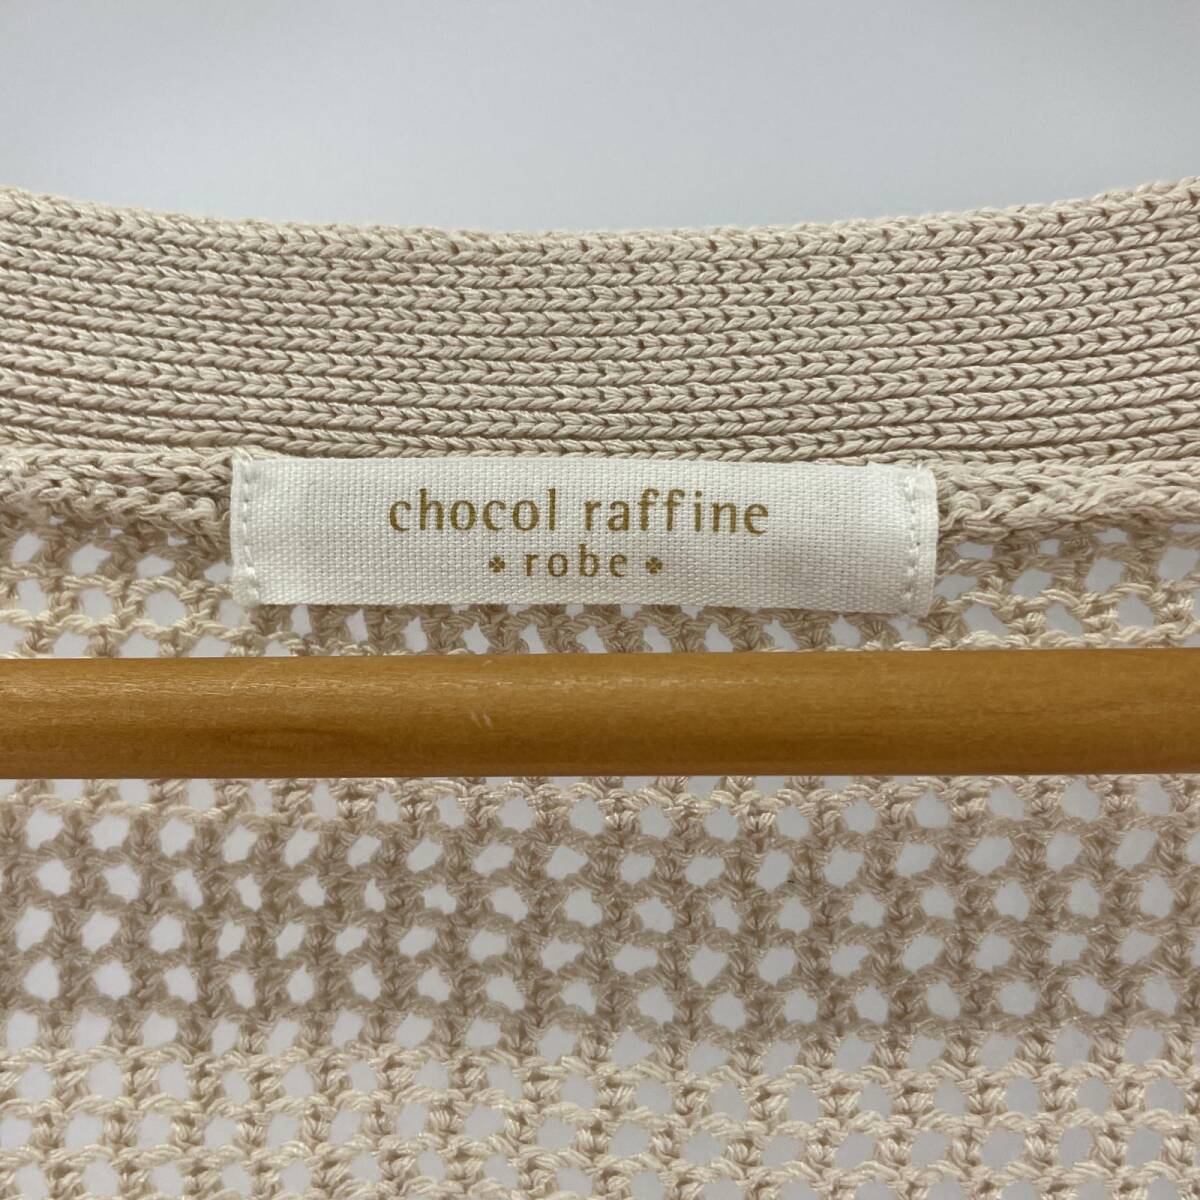 chocol raffine
robe